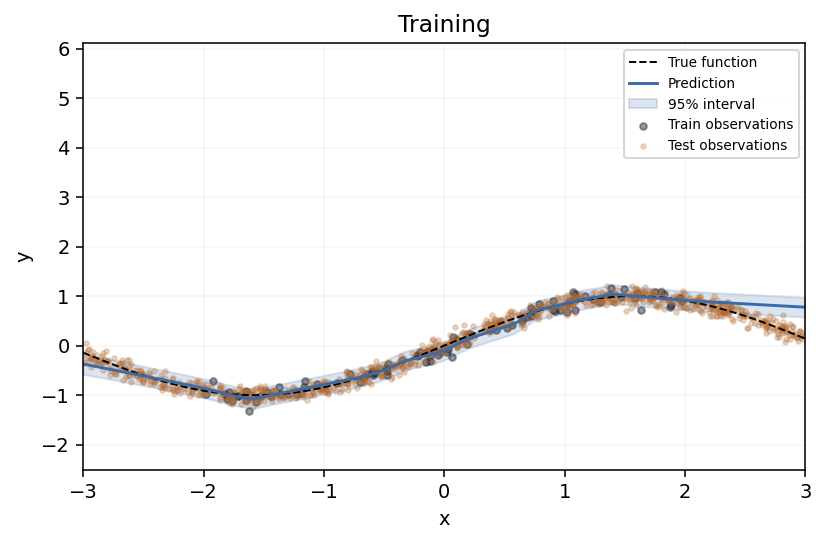 Training
6
5
4
3
2
1
0
−1
−2
y
−3
−2
−1
0
1
2
3
x
True function
Prediction
95% interval
Train observations
Test observations